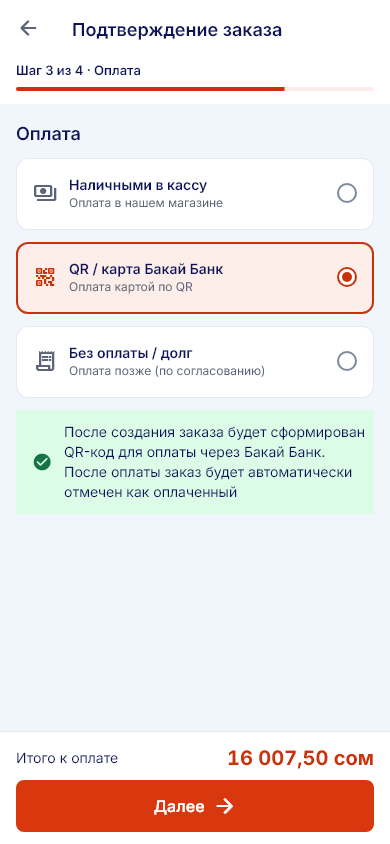 Подтверждение заказа
Шаг 3 из 4 · Оплата
Оплата
Наличными в кассу
Оплата в нашем магазине
QR / карта Бакай Банк
Оплата картой по QR
Без оплаты / долг
Оплата позже (по согласованию)
После создания заказа будет сформирован
QR-код для оплаты через Бакай Банк.
После оплаты заказ будет автоматически
отмечен как оплаченный
Итого к оплате
16 007,50 сом
Далее